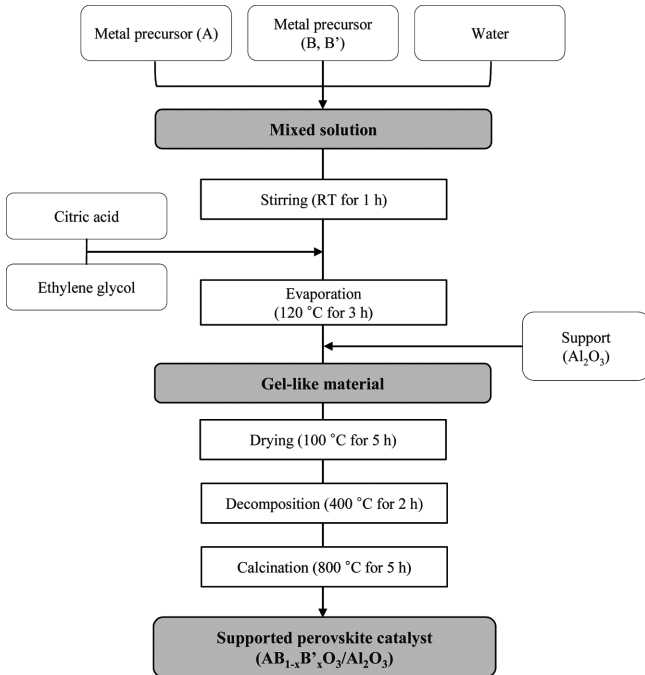 Metal precursor (A)
Metal precursor
(B, B’)
Water
Mixed solution
Stirring (RT for 1 h)
Citric acid
Ethylene glycol
Evaporation
(120 ˚C for 3 h)
Support
(Al₂O₃)
Gel-like material
Drying (100 ˚C for 5 h)
Decomposition (400 ˚C for 2 h)
Calcination (800 ˚C for 5 h)
Supported perovskite catalyst
(AB₁₋ₓB’ₓO₃/Al₂O₃)